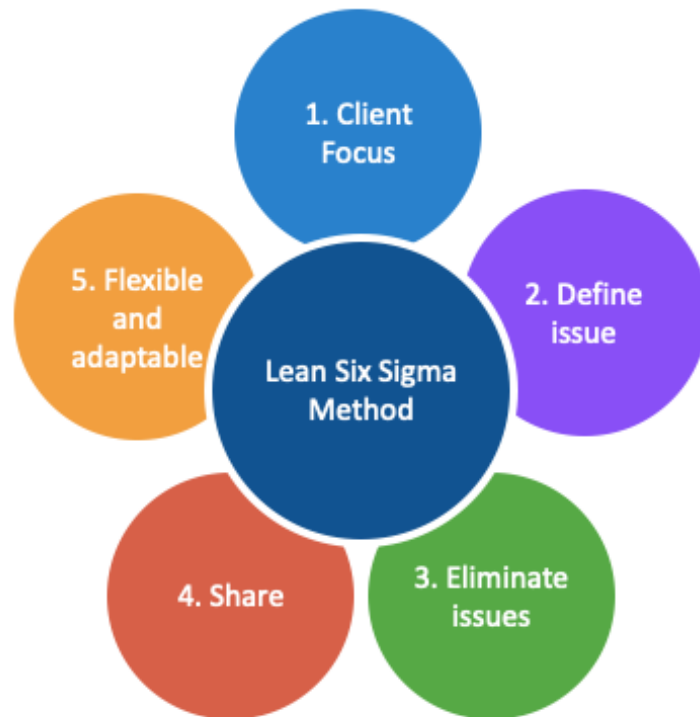 1. Client
Focus
2. Define
issue
3. Eliminate
issues
4. Share
5. Flexible
and
adaptable
Lean Six Sigma
Method